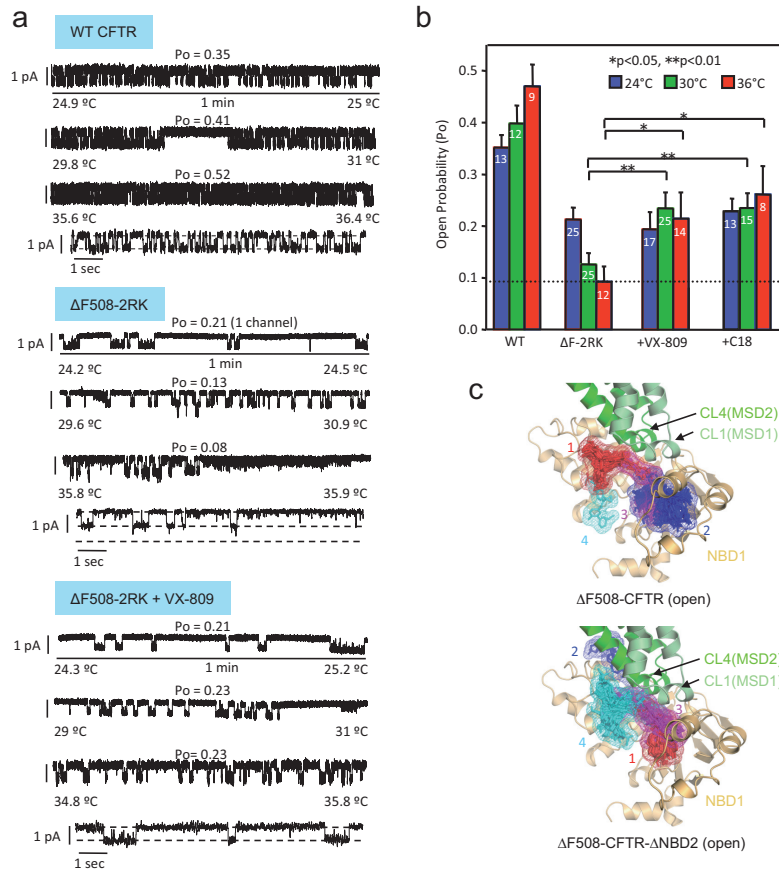 a
WT CFTR
Po = 0.35
1 pA
24.9 ºC 1 min 25 ºC
Po = 0.41
29.8 ºC 31 ºC
Po = 0.52
35.6 ºC 36.4 ºC
1 pA
1 sec
ΔF508-2RK
Po = 0.21 (1 channel)
1 pA
24.2 ºC 1 min 24.5 ºC
Po = 0.13
29.6 ºC 30.9 ºC
Po = 0.08
35.8 ºC 35.9 ºC
1 pA
1 sec
ΔF508-2RK + VX-809
Po = 0.21
1 pA
24.3 ºC 1 min 25.2 ºC
Po = 0.23
29 ºC 31 ºC
Po= 0.23
34.8 ºC 35.8 ºC
1 pA
1 sec
b
*p<0.05, **p<0.01
24°C 30°C 36°C
Open Probability (Po)
0.5
0.4
0.3
0.2
0.1
0.0
13 12 9
25 25 12
17 25 14
13 15 8
** * ** *
WT ΔF-2RK +VX-809 +C18
c
CL4(MSD2)
CL1(MSD1)
1
3
2
4
NBD1
ΔF508-CFTR (open)
2
CL4(MSD2)
CL1(MSD1)
3
4
1
NBD1
ΔF508-CFTR-ΔNBD2 (open)